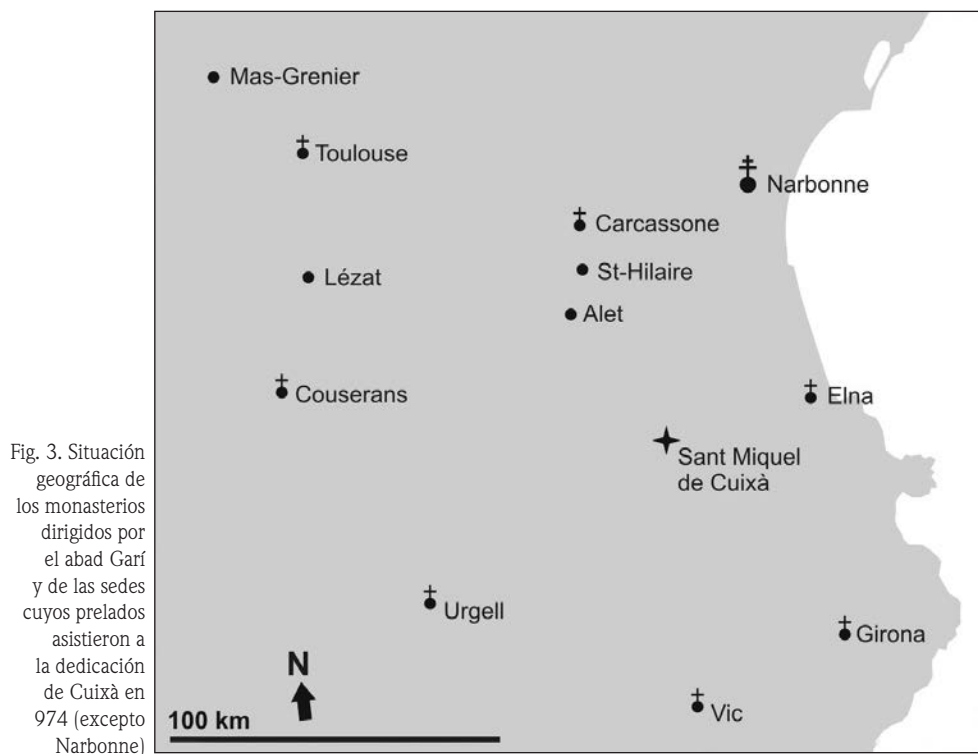 Mas-Grenier
Toulouse
Narbonne
Carcassone
St-Hilaire
Lézat
Alet
Couserans
Elna
Sant Miquel
de Cuixà
Urgell
Girona
N
Vic
100 km
Fig. 3. Situación
geográfica de
los monasterios
dirigidos por
el abad Garí
y de las sedes
cuyos prelados
asistieron a
la dedicación
de Cuixà en
974 (excepto
Narbonne)